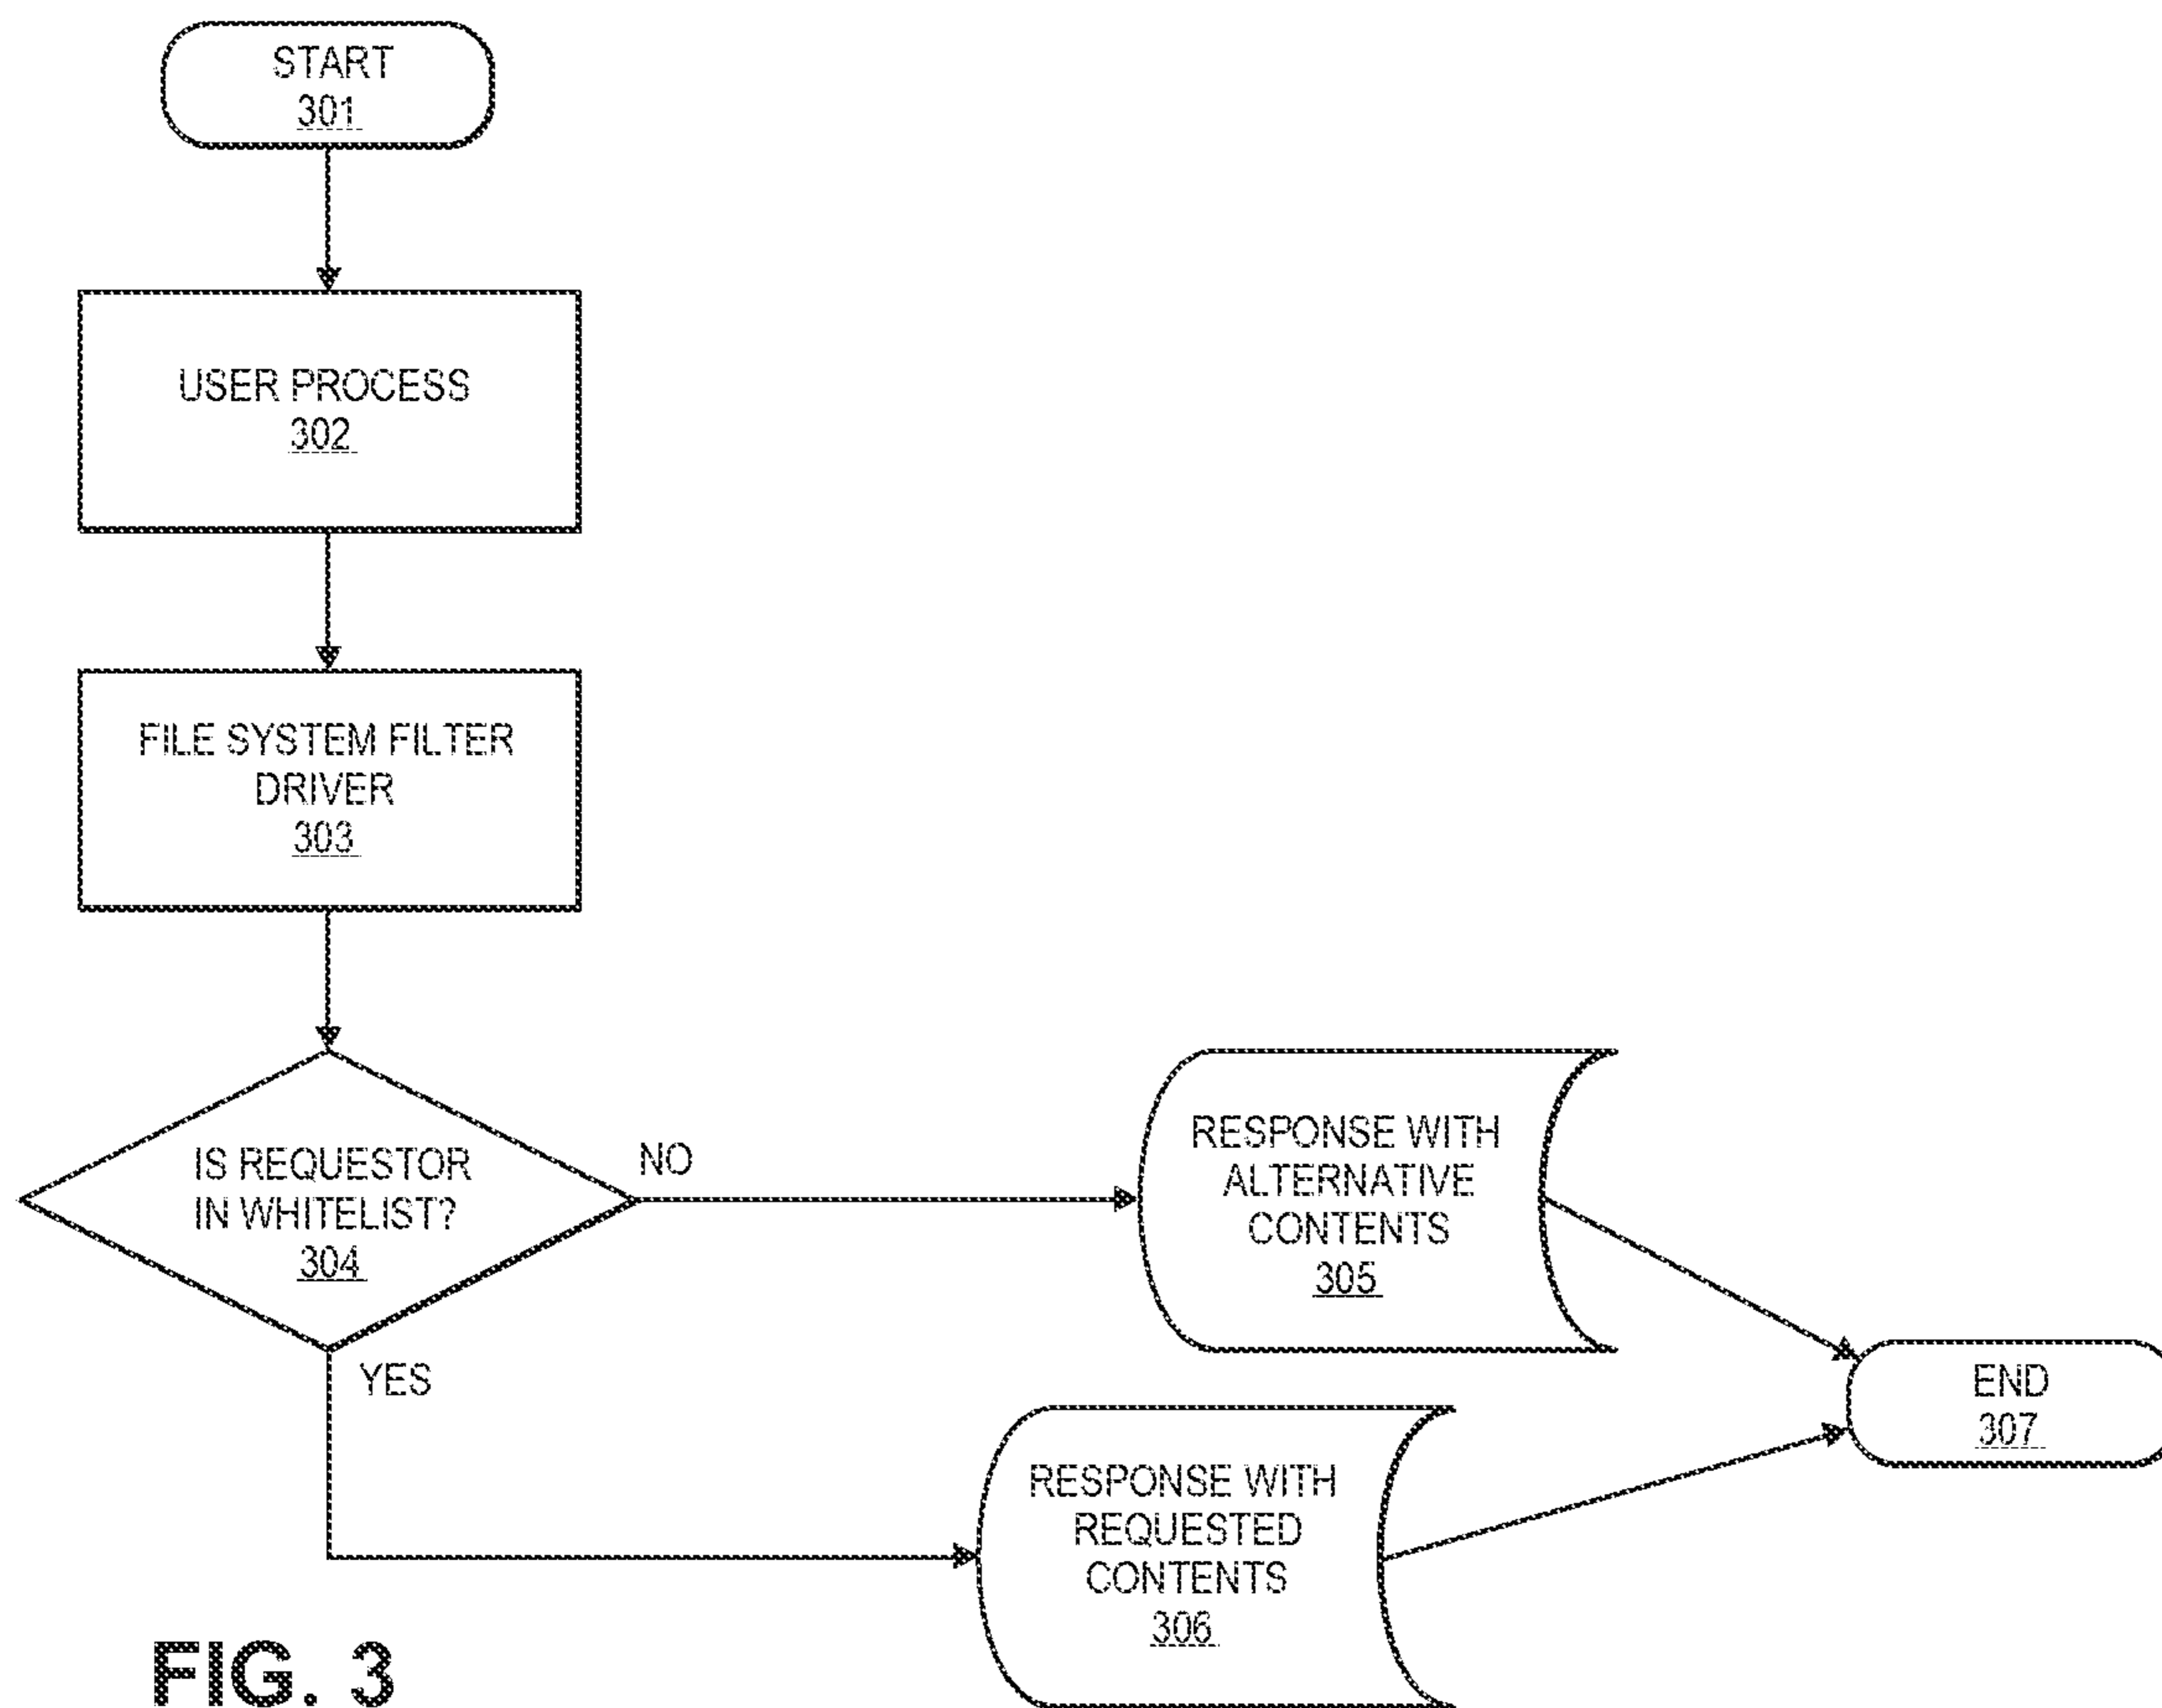 START
301
USER PROCESS
302
FILE SYSTEM FILTER
DRIVER
303
IS REQUESTOR
IN WHITELIST?
304
NO
YES
RESPONSE WITH
ALTERNATIVE
CONTENTS
305
RESPONSE WITH
REQUESTED
CONTENTS
306
END
307
FIG. 3